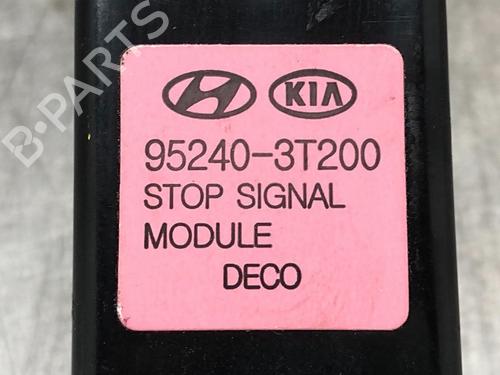 B-PARTS
KIA
95240-3T200
STOP SIGNAL
MODULE
DECO